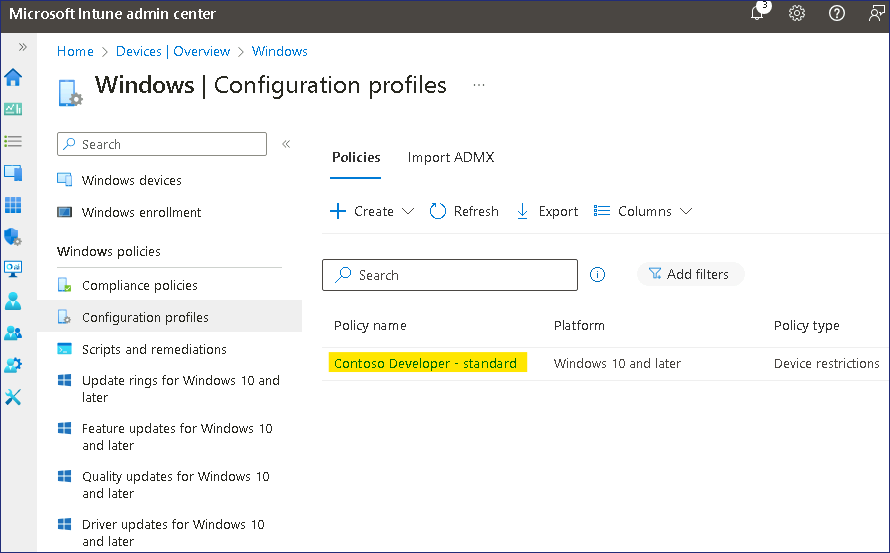 Microsoft Intune admin center
3
Home > Devices | Overview > Windows
Windows | Configuration profiles
...
Search
Windows devices
Windows enrollment
Windows policies
Compliance policies
Configuration profiles
Scripts and remediations
Update rings for Windows 10 and
later
Feature updates for Windows 10
and later
Quality updates for Windows 10
and later
Driver updates for Windows 10
and later
Policies Import ADMX
Create Refresh Export Columns
Search Add filters
Policy name Platform Policy type
Contoso Developer - standard Windows 10 and later Device restrictions